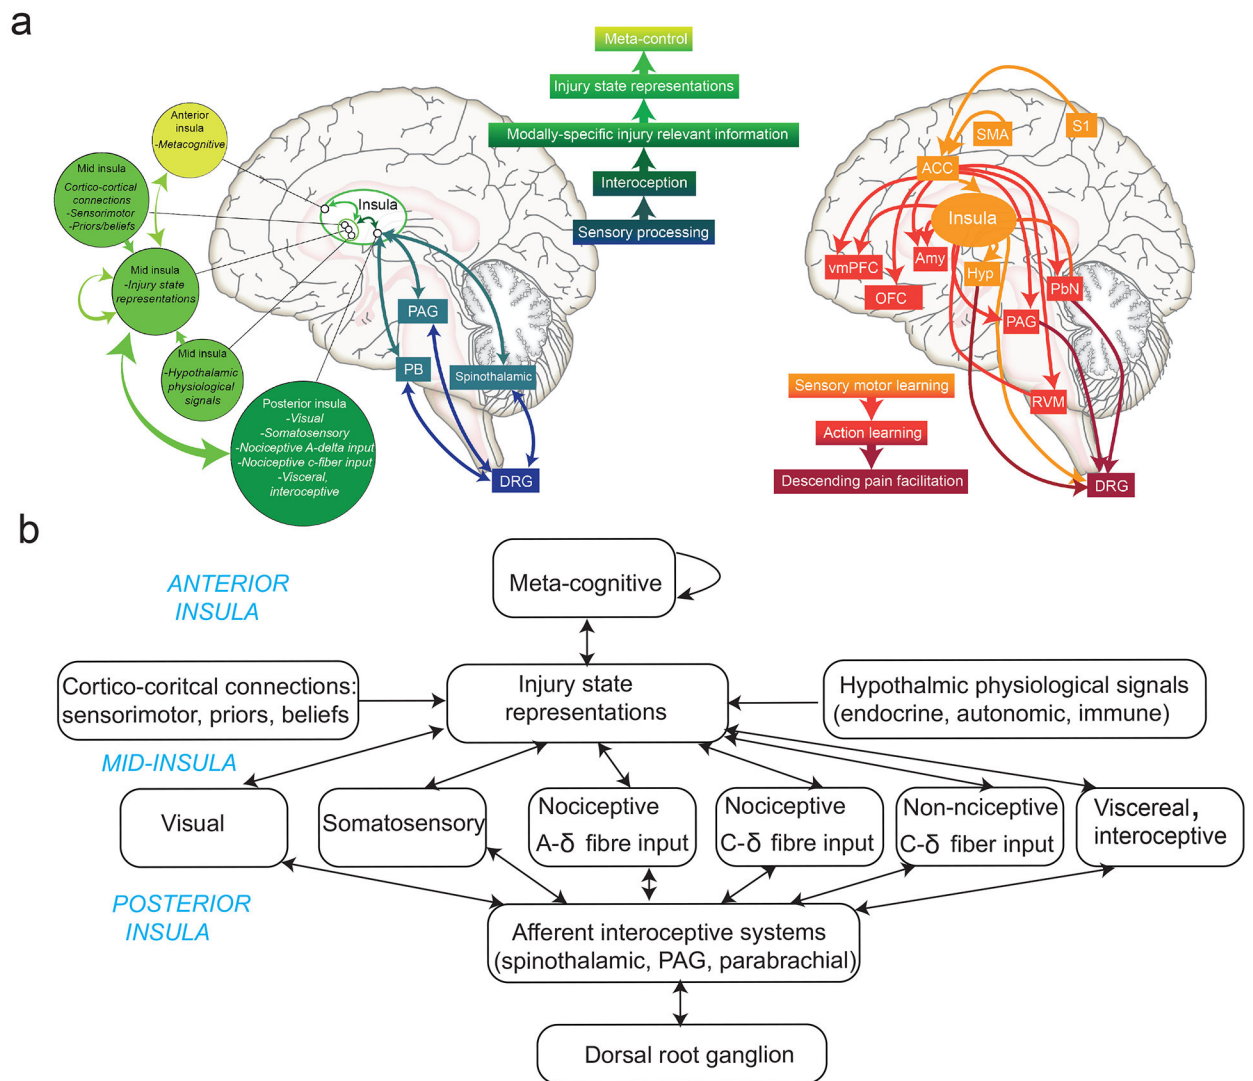 a
Meta-control
Injury state representations
Modally-specific injury relevant information
Interoception
Sensory processing
Anterior
insula
-Metacognitive
Mid insula
Cortico-cortical
connections
-Sensorimotor
-Priors/beliefs
Mid insula
-Injury state
representations
Mid insula
-Hypothalamic
physiological
signals
Posterior insula
-Visual
-Somatosensory
-Nociceptive A-delta input
-Nociceptive c-fiber input
-Visceral,
interoceptive
Insula
PAG
PB
Spinothalamic
DRG
S1
SMA
ACC
Insula
vmPFC
Amy
Hyp
OFC
PbN
PAG
RVM
DRG
Sensory motor learning
Action learning
Descending pain facilitation
b
ANTERIOR
INSULA
Meta-cognitive
Cortico-coritcal connections:
sensorimotor, priors, beliefs
Injury state
representations
Hypothalmic physiological signals
(endocrine, autonomic, immune)
MID-INSULA
Visual
Somatosensory
Nociceptive
A-δ fibre input
Nociceptive
C-δ fibre input
Non-nciceptive
C-δ fiber input
Viscereal,
interoceptive
POSTERIOR
INSULA
Afferent interoceptive systems
(spinothalamic, PAG, parabrachial)
Dorsal root ganglion